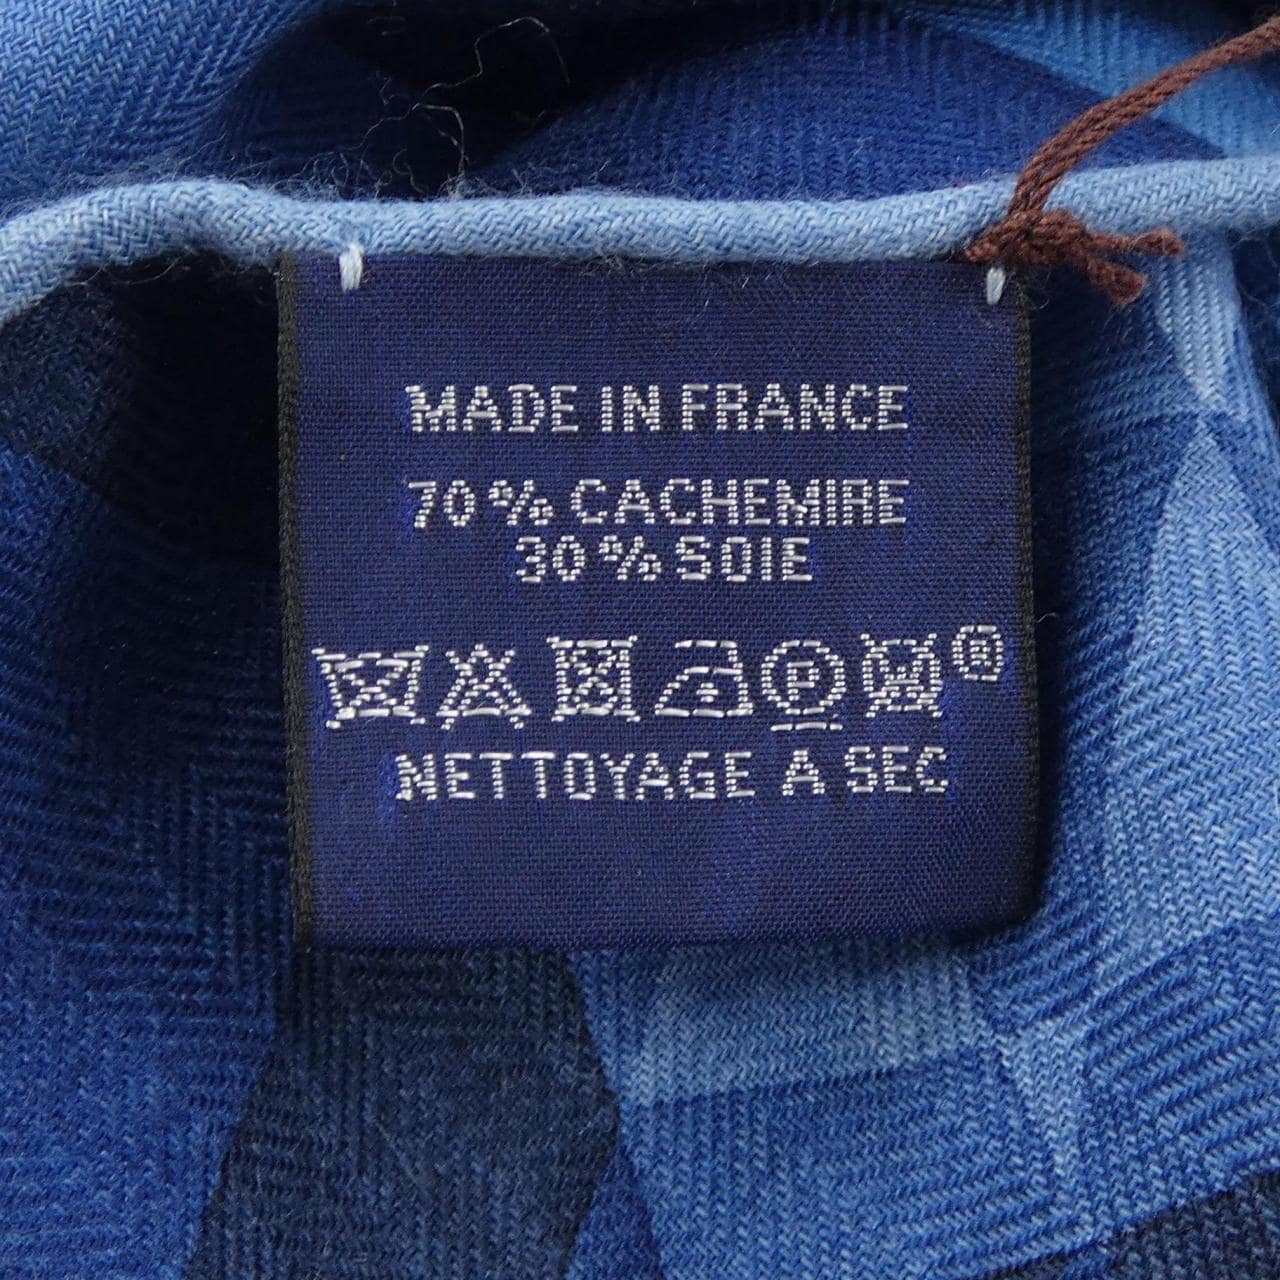 MADE IN FRANCE
70% CACHEMIRE
30% SOIE
P W ®
NETTOYAGE A SEC